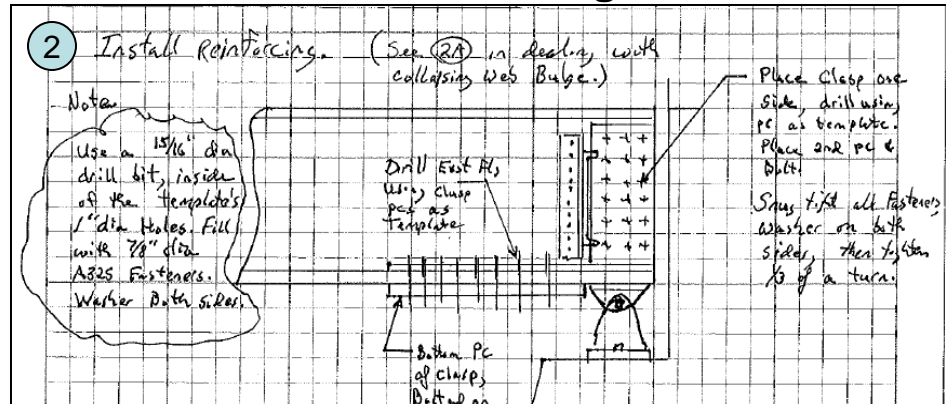 2 Install Reinforcing. (See 2A in dealing with
collapsing Web Bulge.)
Note
Use a 15/16" dia
drill bit, inside
of the template's
1" dia Holes. Fill
with 7/8" dia
A325 Fasteners.
Washer Both sides.
Drill Exst Flg
Using Clasp
pcs as
Template
Place Clasp one
side, drill using
pc as template.
Place 2nd pc &
Bolt.
Snug tight all Fasteners,
washer on both
sides, then tighten
1/3 of a turn.
Bottom Pc
of Clasp,
Bolted on